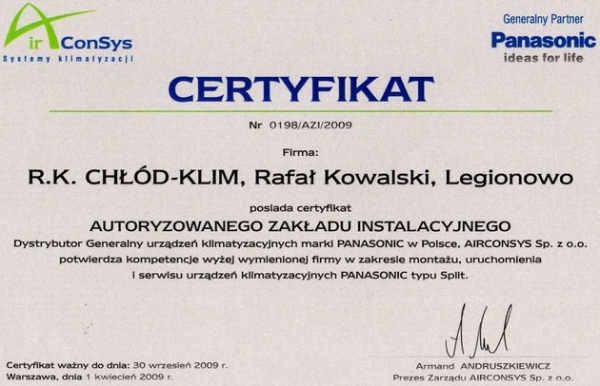 Air ConSys
Systemy klimatyzacji
Generalny Partner
Panasonic
ideas for life
CERTYFIKAT
Nr 0198/AZI/2009
Firma:
R.K. CHŁÓD-KLIM, Rafał Kowalski, Legionowo
posiada certyfikat
AUTORYZOWANEGO ZAKŁADU INSTALACYJNEGO
Dystrybutor Generalny urządzeń klimatyzacyjnych marki PANASONIC w Polsce, AIRCONSYS Sp. z o.o.
potwierdza kompetencje wyżej wymienionej firmy w zakresie montażu, uruchomienia
i serwisu urządzeń klimatyzacyjnych PANASONIC typu Split.
Certyfikat ważny do dnia: 30 wrzesień 2009 r.
Warszawa, dnia 1 kwiecień 2009 r.
Armand ANDRUSZKIEWICZ
Prezes Zarządu AIRCONSYS Sp. z o.o.